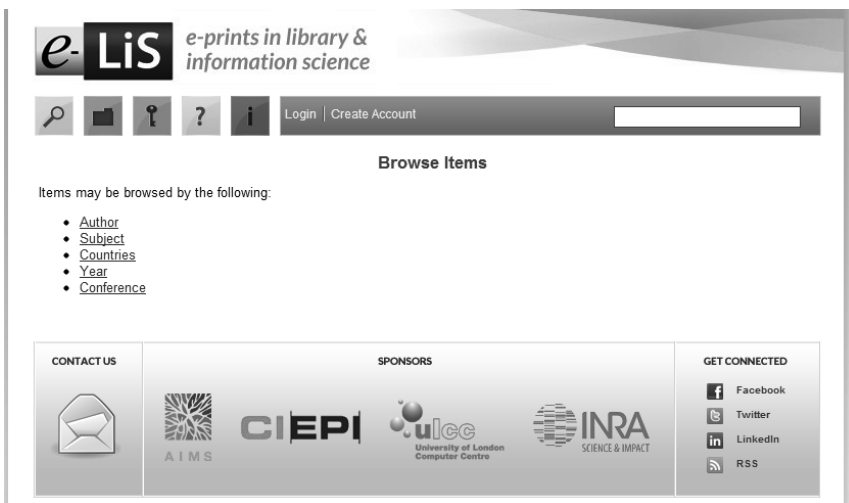 e-LiS e-prints in library &
information science
? i Login | Create Account
Browse Items
Items may be browsed by the following:
• Author
• Subject
• Countries
• Year
• Conference
CONTACT US
SPONSORS
AIMS
CIEPI
ulcc
University of London
Computer Centre
INRA
SCIENCE & IMPACT
GET CONNECTED
Facebook
Twitter
LinkedIn
RSS